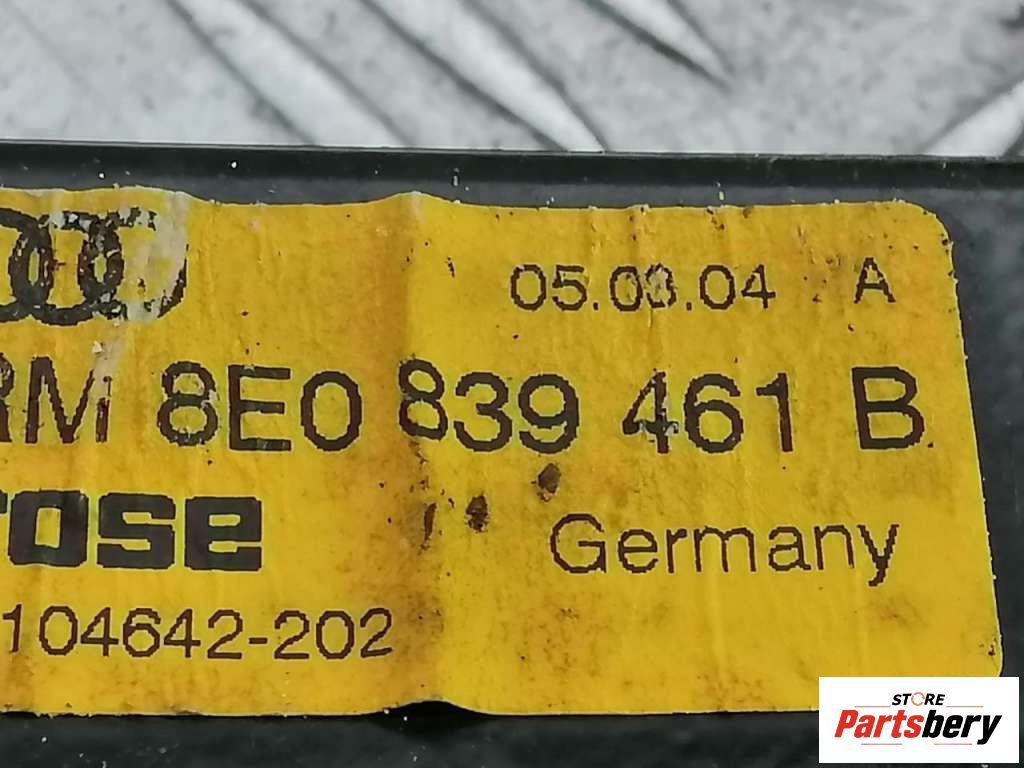 05.03.04 A
RM 8E0 839 461 B
rose
Germany
104642-202
STORE
Partsbery